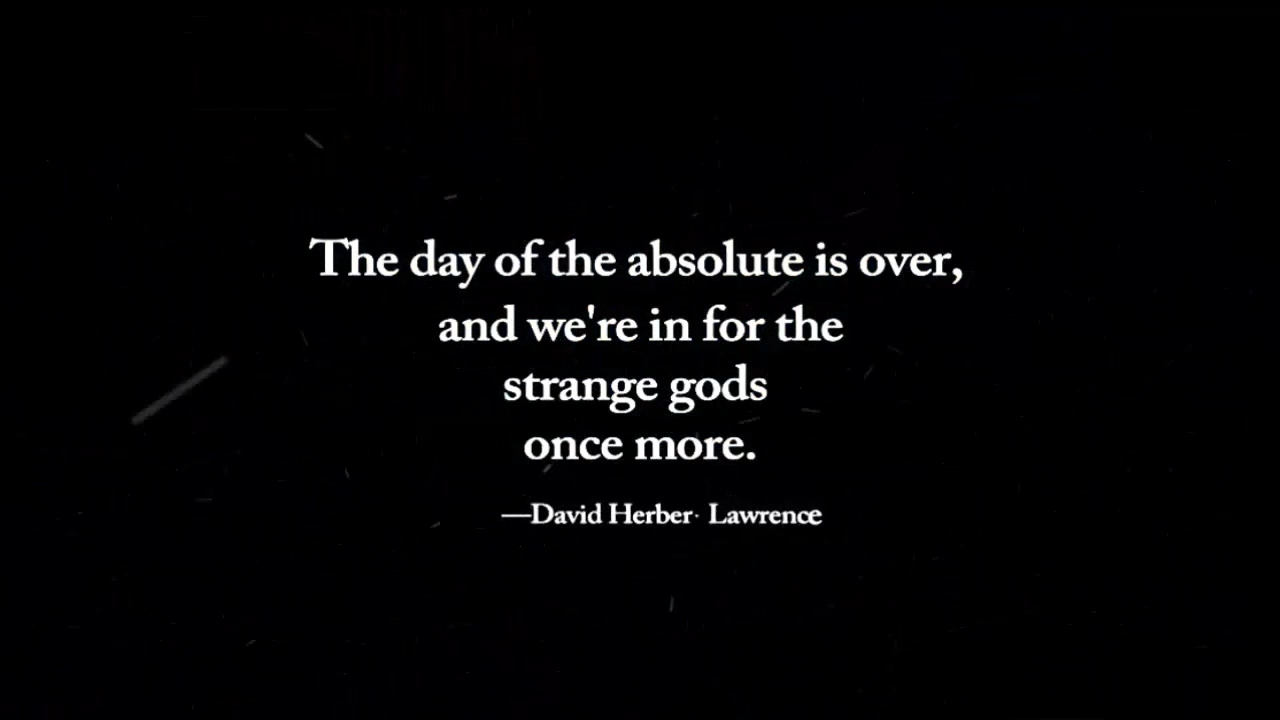 The day of the absolute is over,
and we're in for the
strange gods
once more.
—David Herber· Lawrence